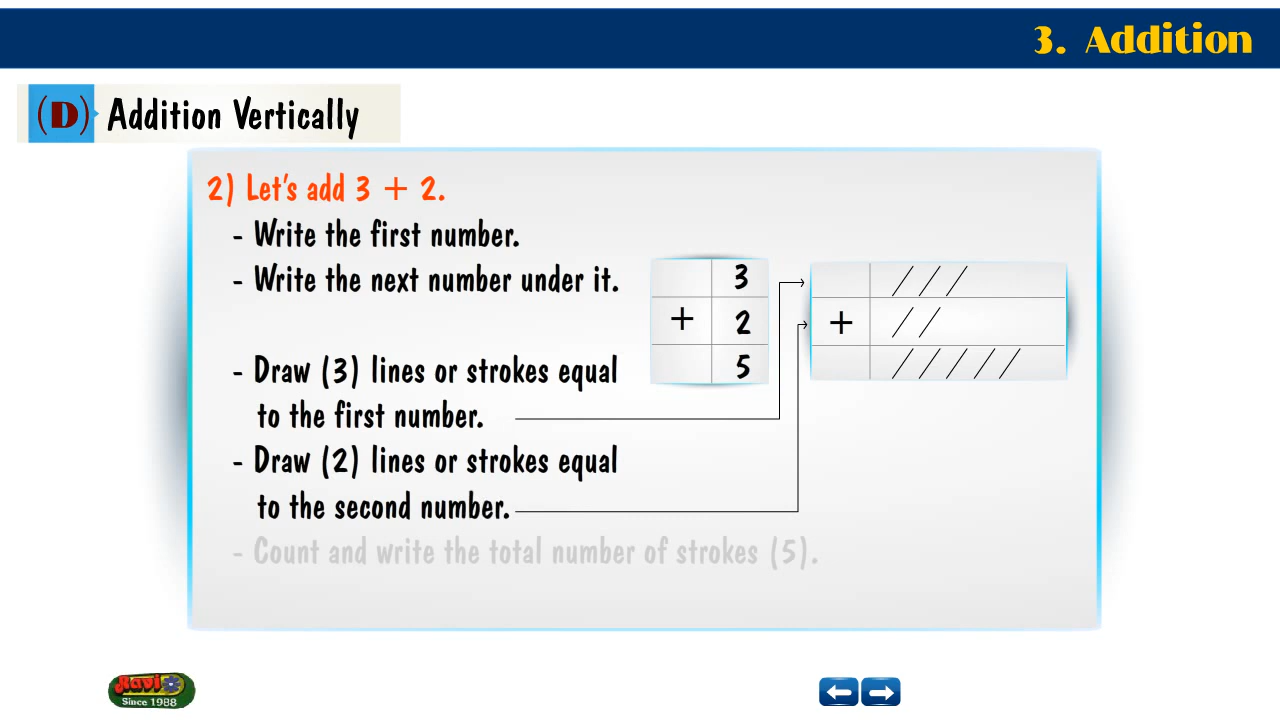 3. Addition
(D) Addition Vertically
2) Let's add 3 + 2.
- Write the first number.
- Write the next number under it.
3
+ 2
5
+
- Draw (3) lines or strokes equal
to the first number.
- Draw (2) lines or strokes equal
to the second number.
- Count and write the total number of strokes (5).
Navi
Since 1988